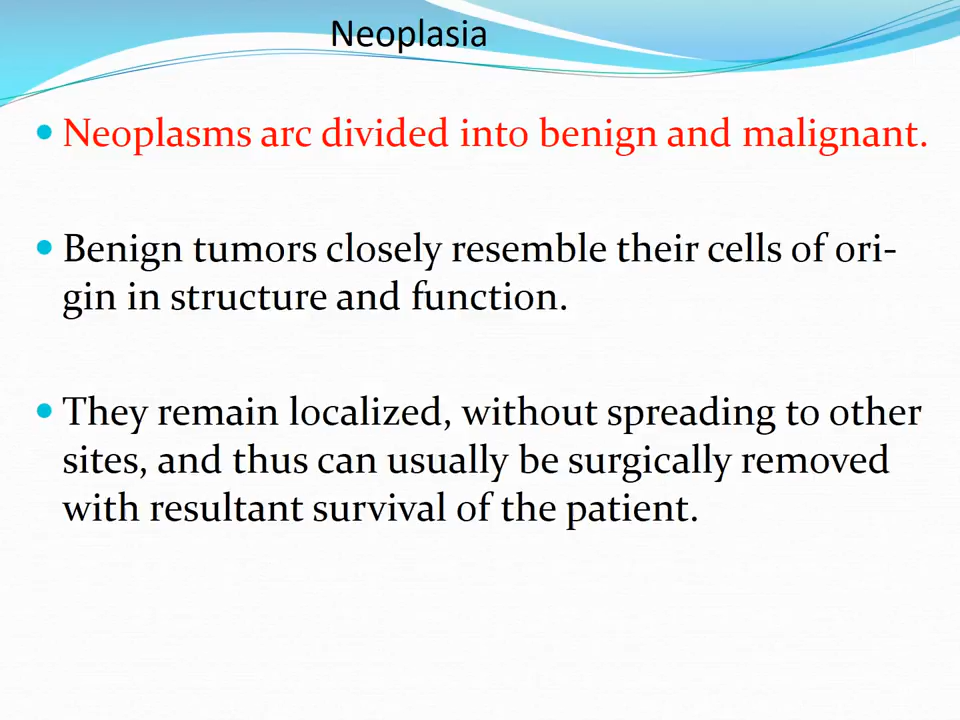 Neoplasia
• Neoplasms arc divided into benign and malignant.
• Benign tumors closely resemble their cells of ori-
gin in structure and function.
• They remain localized, without spreading to other
sites, and thus can usually be surgically removed
with resultant survival of the patient.